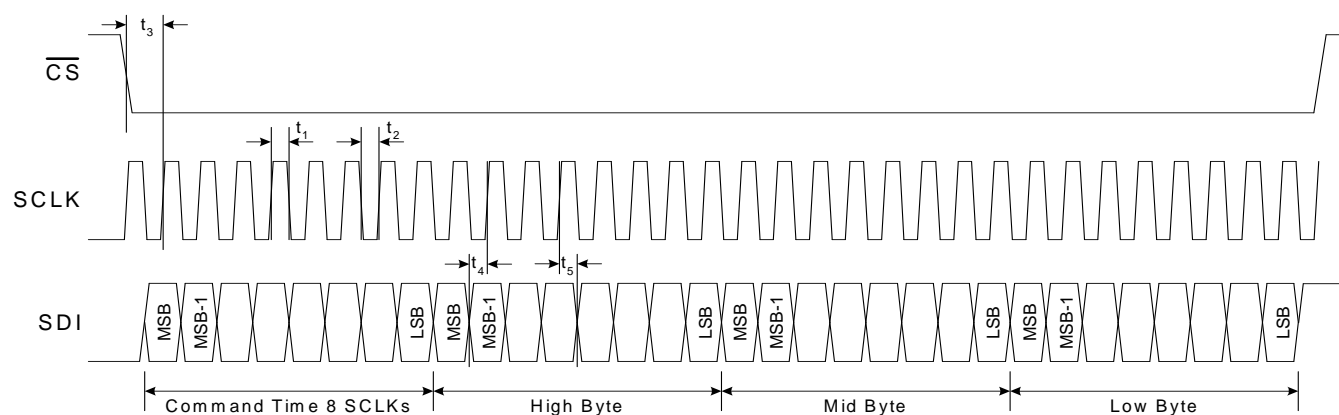 t3
CS
t1
t2
SCLK
t4
t5
SDI
MSB
MSB-1
LSB
MSB
MSB-1
LSB
MSB
MSB-1
LSB
MSB
MSB-1
LSB
Command Time 8 SCLKs
High Byte
Mid Byte
Low Byte